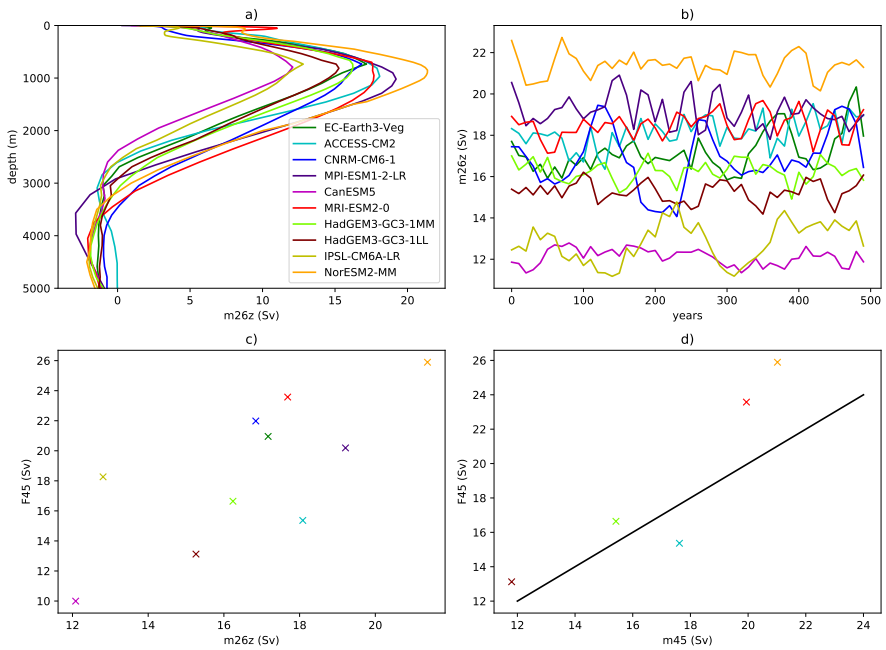 a)
0
1000
2000
3000
4000
5000
depth (m)
0
5
10
15
20
m26z (Sv)
EC-Earth3-Veg
ACCESS-CM2
CNRM-CM6-1
MPI-ESM1-2-LR
CanESM5
MRI-ESM2-0
HadGEM3-GC3-1MM
HadGEM3-GC3-1LL
IPSL-CM6A-LR
NorESM2-MM
b)
22
20
18
16
14
12
m26z (Sv)
0
100
200
300
400
500
years
c)
26
24
22
20
18
16
14
12
10
F45 (Sv)
12
14
16
18
20
m26z (Sv)
d)
26
24
22
20
18
16
14
12
F45 (Sv)
12
14
16
18
20
22
24
m45 (Sv)